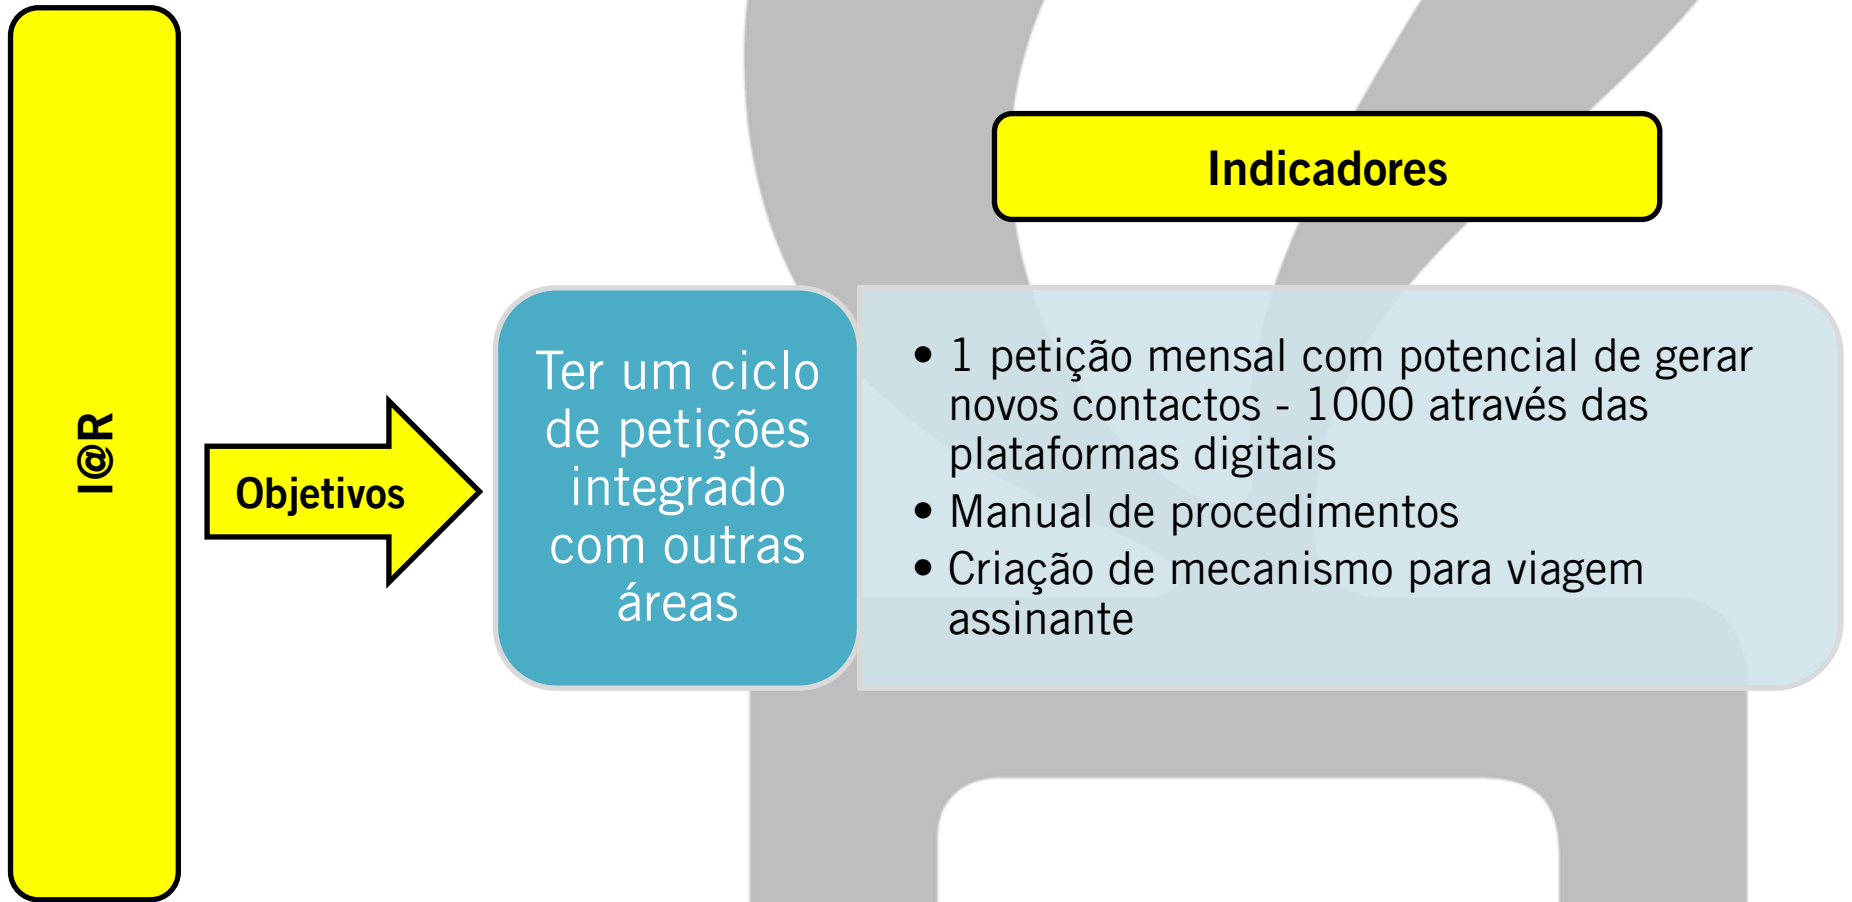 I@R
Objetivos
Indicadores
Ter um ciclo
de petições
integrado
com outras
áreas
• 1 petição mensal com potencial de gerar
novos contactos - 1000 através das
plataformas digitais
• Manual de procedimentos
• Criação de mecanismo para viagem
assinante